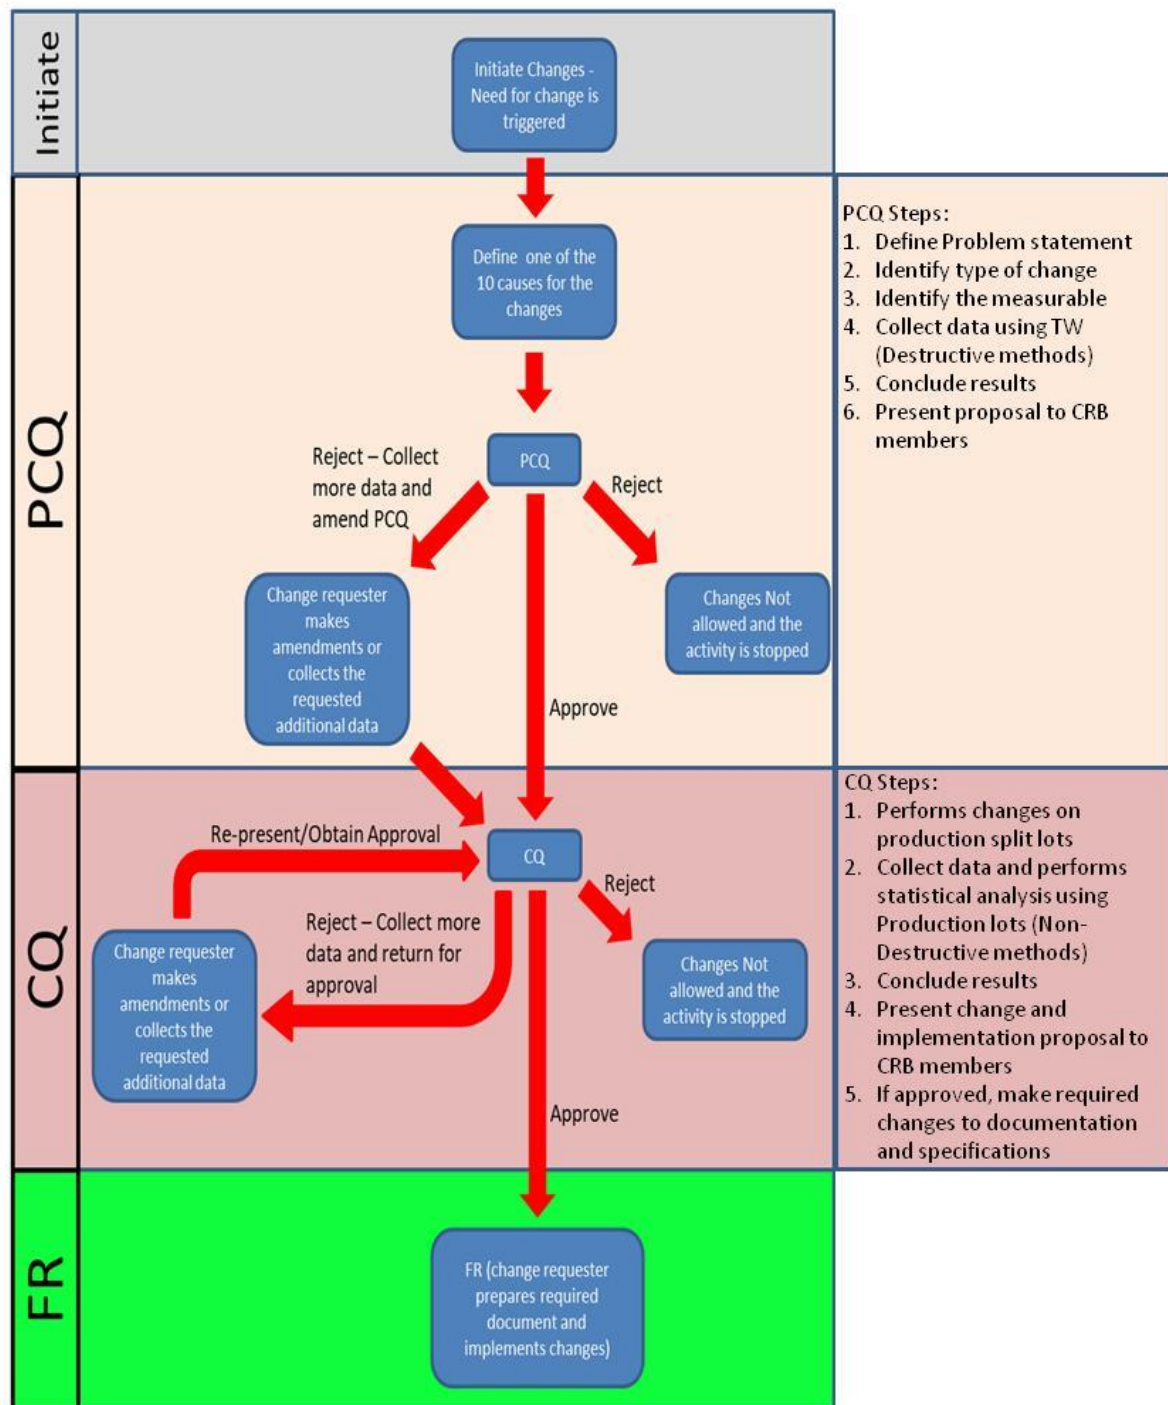 Initiate
Initiate Changes -
Need for change is
triggered
PCQ
Define one of the
10 causes for the
changes
PCQ
Reject – Collect
more data and
amend PCQ
Reject
Change requester
makes
amendments or
collects the
requested
additional data
Changes Not
allowed and the
activity is stopped
Approve
PCQ Steps:
1. Define Problem statement
2. Identify type of change
3. Identify the measurable
4. Collect data using TW
(Destructive methods)
5. Conclude results
6. Present proposal to CRB
members
CQ
Re-present/Obtain Approval
CQ
Reject
Reject – Collect more
data and return for
approval
Change requester
makes
amendments or
collects the
requested
additional data
Changes Not
allowed and the
activity is stopped
Approve
CQ Steps:
1. Performs changes on
production split lots
2. Collect data and performs
statistical analysis using
Production lots (Non-
Destructive methods)
3. Conclude results
4. Present change and
implementation proposal to
CRB members
5. If approved, make required
changes to documentation
and specifications
FR
FR (change requester
prepares required
document and
implements changes)